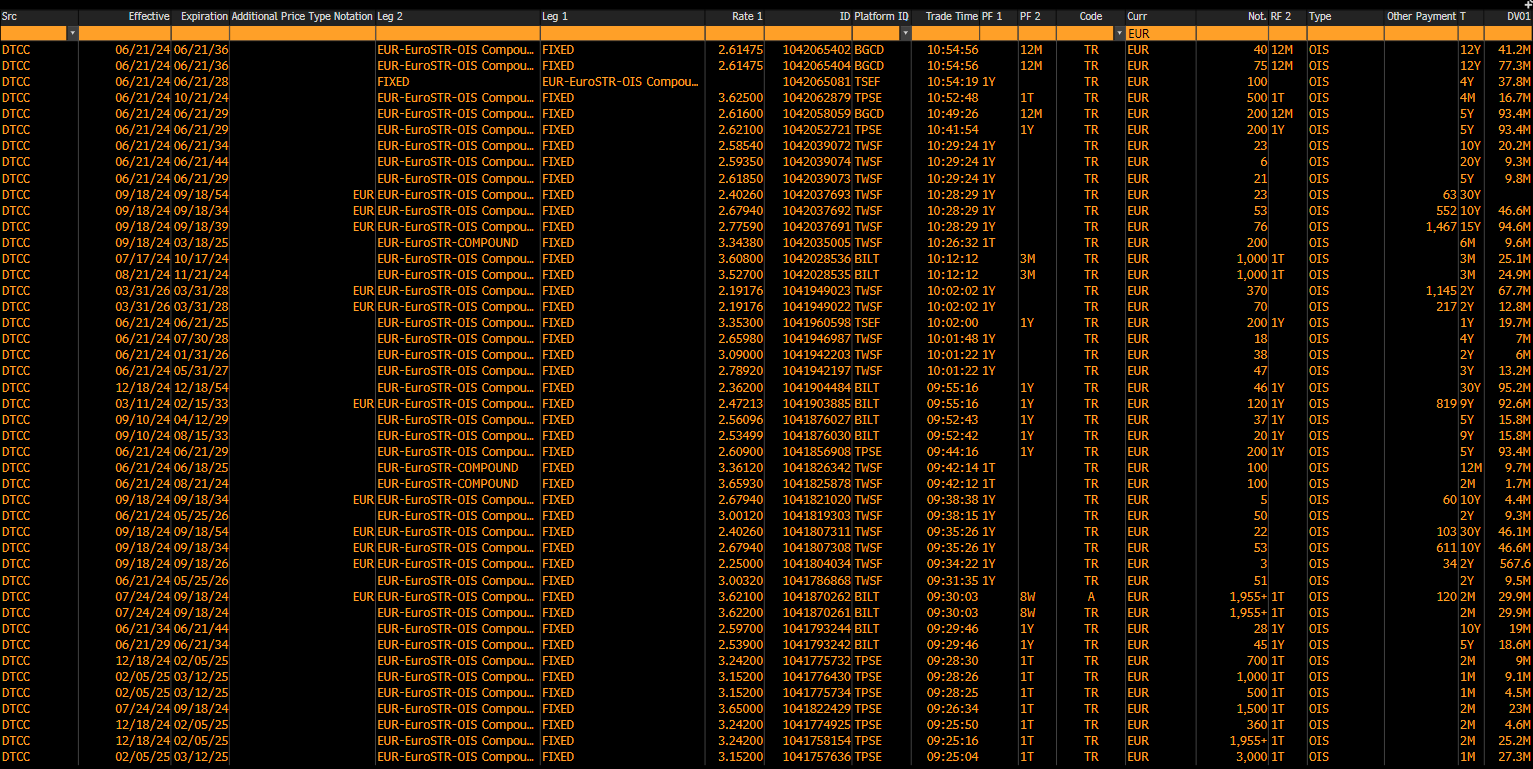 Src Effective Expiration Additional Price Type Notation Leg 2 Leg 1 Rate 1 ID Platform ID Trade Time PF 1 PF 2 Code Curr Not. RF 2 Type Other Payment T DV01
EUR
DTCC 06/21/24 06/21/36 EUR-EuroSTR-OIS Compou... FIXED 2.61475 1042065402 BGCD 10:54:56 12M TR EUR 40 12M OIS 12Y 41.2M
DTCC 06/21/24 06/21/36 EUR-EuroSTR-OIS Compou... FIXED 2.61475 1042065404 BGCD 10:54:56 12M TR EUR 75 12M OIS 12Y 77.3M
DTCC 06/21/24 06/21/28 FIXED EUR-EuroSTR-OIS Compou... 1042065081 TSEF 10:54:19 1Y TR EUR 100 OIS 4Y 37.8M
DTCC 06/21/24 10/21/24 EUR-EuroSTR-OIS Compou... FIXED 3.62500 1042062879 TPSE 10:52:48 1T TR EUR 500 1T OIS 4M 16.7M
DTCC 06/21/24 06/21/29 EUR-EuroSTR-OIS Compou... FIXED 2.61600 1042058059 BGCD 10:49:26 12M TR EUR 200 12M OIS 5Y 93.4M
DTCC 06/21/24 06/21/29 EUR-EuroSTR-OIS Compou... FIXED 2.62100 1042052721 TPSE 10:41:54 1Y TR EUR 200 1Y OIS 5Y 93.4M
DTCC 06/21/24 06/21/34 EUR-EuroSTR-OIS Compou... FIXED 2.58540 1042039072 TWSF 10:29:24 1Y TR EUR 23 OIS 10Y 20.2M
DTCC 06/21/24 06/21/44 EUR-EuroSTR-OIS Compou... FIXED 2.59350 1042039074 TWSF 10:29:24 1Y TR EUR 6 OIS 20Y 9.3M
DTCC 06/21/24 06/21/29 EUR-EuroSTR-OIS Compou... FIXED 2.61850 1042039073 TWSF 10:29:24 1Y TR EUR 21 OIS 5Y 9.8M
DTCC 09/18/24 09/18/54 EUR EUR-EuroSTR-OIS Compou... FIXED 2.40260 1042037693 TWSF 10:28:29 1Y TR EUR 23 OIS 63 30Y
DTCC 09/18/24 09/18/34 EUR EUR-EuroSTR-OIS Compou... FIXED 2.67940 1042037692 TWSF 10:28:29 1Y TR EUR 53 OIS 552 10Y 46.6M
DTCC 09/18/24 09/18/39 EUR EUR-EuroSTR-OIS Compou... FIXED 2.77590 1042037691 TWSF 10:28:29 1Y TR EUR 76 OIS 1,467 15Y 94.6M
DTCC 09/18/24 03/18/25 EUR-EuroSTR-COMPOUND FIXED 3.34380 1042035005 TWSF 10:26:32 1T TR EUR 200 OIS 6M 9.6M
DTCC 07/17/24 10/17/24 EUR-EuroSTR-OIS Compou... FIXED 3.60800 1042028536 BILT 10:12:12 3M TR EUR 1,000 1T OIS 3M 25.1M
DTCC 08/21/24 11/21/24 EUR-EuroSTR-OIS Compou... FIXED 3.52700 1042028535 BILT 10:12:12 3M TR EUR 1,000 1T OIS 3M 24.9M
DTCC 03/31/26 03/31/28 EUR EUR-EuroSTR-OIS Compou... FIXED 2.19176 1041949023 TWSF 10:02:02 1Y TR EUR 370 OIS 1,145 2Y 67.7M
DTCC 03/31/26 03/31/28 EUR EUR-EuroSTR-OIS Compou... FIXED 2.19176 1041949022 TWSF 10:02:02 1Y TR EUR 70 OIS 217 2Y 12.8M
DTCC 06/21/24 06/21/25 EUR-EuroSTR-OIS Compou... FIXED 3.35300 1041960598 TSEF 10:02:00 1Y TR EUR 200 1Y OIS 1Y 19.7M
DTCC 06/21/24 07/30/28 EUR-EuroSTR-OIS Compou... FIXED 2.65980 1041946987 TWSF 10:01:48 1Y TR EUR 18 OIS 4Y 7M
DTCC 06/21/24 01/31/26 EUR-EuroSTR-OIS Compou... FIXED 3.09000 1041942203 TWSF 10:01:22 1Y TR EUR 38 OIS 2Y 6M
DTCC 06/21/24 05/31/27 EUR-EuroSTR-OIS Compou... FIXED 2.78920 1041942197 TWSF 10:01:22 1Y TR EUR 47 OIS 3Y 13.2M
DTCC 12/18/24 12/18/54 EUR-EuroSTR-OIS Compou... FIXED 2.36200 1041904484 BILT 09:55:16 1Y TR EUR 46 1Y OIS 30Y 95.2M
DTCC 03/11/24 02/15/33 EUR EUR-EuroSTR-OIS Compou... FIXED 2.47213 1041903885 BILT 09:55:16 1Y TR EUR 120 1Y OIS 819 9Y 92.6M
DTCC 09/10/24 04/12/29 EUR-EuroSTR-OIS Compou... FIXED 2.56096 1041876027 BILT 09:52:43 1Y TR EUR 37 1Y OIS 5Y 15.8M
DTCC 09/10/24 08/15/33 EUR-EuroSTR-OIS Compou... FIXED 2.53499 1041876030 BILT 09:52:42 1Y TR EUR 20 1Y OIS 9Y 15.8M
DTCC 06/21/24 06/21/29 EUR-EuroSTR-OIS Compou... FIXED 2.60900 1041856908 TPSE 09:44:16 1Y TR EUR 200 1Y OIS 5Y 93.4M
DTCC 06/21/24 06/18/25 EUR-EuroSTR-COMPOUND FIXED 3.36120 1041826342 TWSF 09:42:14 1T TR EUR 100 OIS 12M 9.7M
DTCC 06/21/24 08/21/24 EUR-EuroSTR-COMPOUND FIXED 3.65930 1041825878 TWSF 09:42:12 1T TR EUR 100 OIS 2M 1.7M
DTCC 09/18/24 09/18/34 EUR EUR-EuroSTR-OIS Compou... FIXED 2.67940 1041821020 TWSF 09:38:38 1Y TR EUR 5 OIS 60 10Y 4.4M
DTCC 06/21/24 05/25/26 EUR-EuroSTR-OIS Compou... FIXED 3.00120 1041819303 TWSF 09:38:15 1Y TR EUR 50 OIS 2Y 9.3M
DTCC 09/18/24 09/18/54 EUR EUR-EuroSTR-OIS Compou... FIXED 2.40260 1041807311 TWSF 09:35:26 1Y TR EUR 22 OIS 103 30Y 46.1M
DTCC 09/18/24 09/18/34 EUR EUR-EuroSTR-OIS Compou... FIXED 2.67940 1041807308 TWSF 09:35:26 1Y TR EUR 53 OIS 611 10Y 46.6M
DTCC 09/18/24 09/18/26 EUR EUR-EuroSTR-OIS Compou... FIXED 2.25000 1041804034 TWSF 09:34:22 1Y TR EUR 3 OIS 34 2Y 567.6
DTCC 06/21/24 05/25/26 EUR-EuroSTR-OIS Compou... FIXED 3.00320 1041786868 TWSF 09:31:35 1Y TR EUR 51 OIS 2Y 9.5M
DTCC 07/24/24 09/18/24 EUR EUR-EuroSTR-OIS Compou... FIXED 3.62100 1041870262 BILT 09:30:03 8W A EUR 1,955+ 1T OIS 120 2M 29.9M
DTCC 07/24/24 09/18/24 EUR-EuroSTR-OIS Compou... FIXED 3.62200 1041870261 BILT 09:30:03 8W TR EUR 1,955+ 1T OIS 2M 29.9M
DTCC 06/21/34 06/21/44 EUR-EuroSTR-OIS Compou... FIXED 2.59700 1041793244 BILT 09:29:46 1Y TR EUR 28 1Y OIS 10Y 19M
DTCC 06/21/29 06/21/34 EUR-EuroSTR-OIS Compou... FIXED 2.53900 1041793242 BILT 09:29:46 1Y TR EUR 45 1Y OIS 5Y 18.6M
DTCC 12/18/24 02/05/25 EUR-EuroSTR-OIS Compou... FIXED 3.24200 1041775732 TPSE 09:28:30 1T TR EUR 700 1T OIS 2M 9M
DTCC 02/05/25 03/12/25 EUR-EuroSTR-OIS Compou... FIXED 3.15200 1041776430 TPSE 09:28:26 1T TR EUR 1,000 1T OIS 1M 9.1M
DTCC 02/05/25 03/12/25 EUR-EuroSTR-OIS Compou... FIXED 3.15200 1041775734 TPSE 09:28:25 1T TR EUR 500 1T OIS 1M 4.5M
DTCC 07/24/24 09/18/24 EUR-EuroSTR-OIS Compou... FIXED 3.65000 1041822429 TPSE 09:26:34 1T TR EUR 1,500 1T OIS 2M 23M
DTCC 12/18/24 02/05/25 EUR-EuroSTR-OIS Compou... FIXED 3.24200 1041774925 TPSE 09:25:50 1T TR EUR 360 1T OIS 2M 4.6M
DTCC 12/18/24 02/05/25 EUR-EuroSTR-OIS Compou... FIXED 3.24200 1041758154 TPSE 09:25:16 1T TR EUR 1,955+ 1T OIS 2M 25.2M
DTCC 02/05/25 03/12/25 EUR-EuroSTR-OIS Compou... FIXED 3.15200 1041757636 TPSE 09:25:04 1T TR EUR 3,000 1T OIS 1M 27.3M